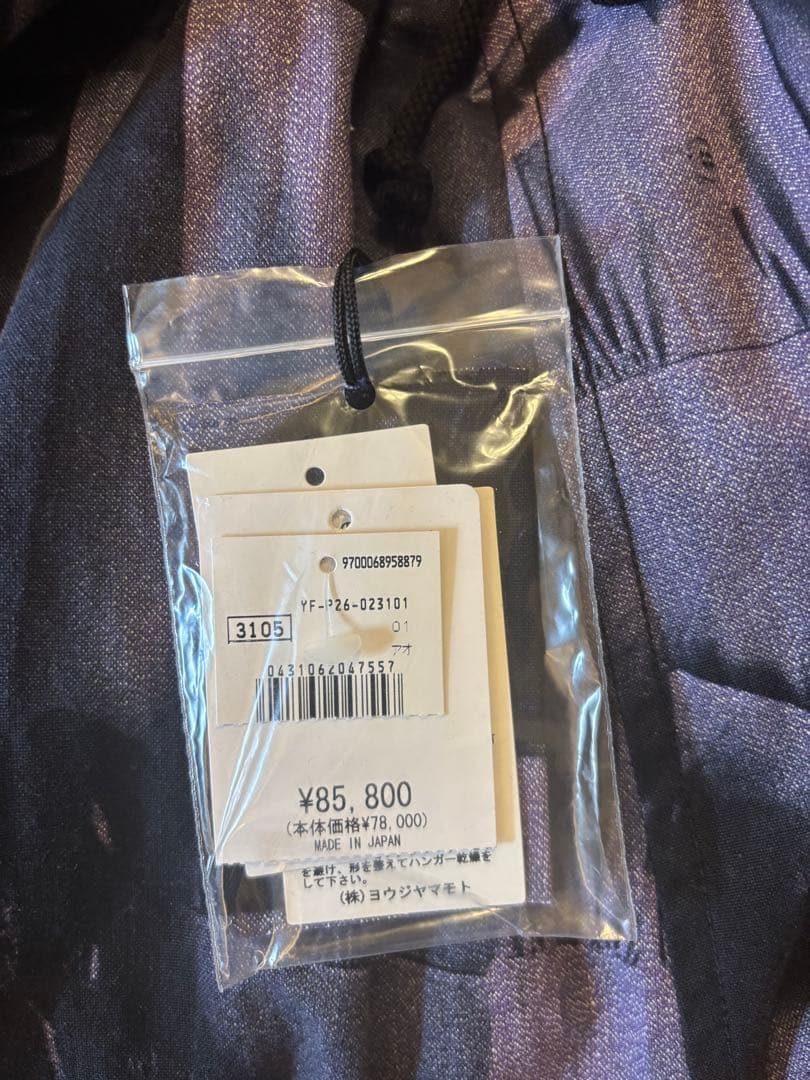 9700068958879
YF-P26-023101
3105
01
アオ
0431062047557
¥85,800
(本体価格¥78,000)
MADE IN JAPAN
を避け、形を整えてハンガー乾燥を
して下さい。
(株)ヨウジヤマモト